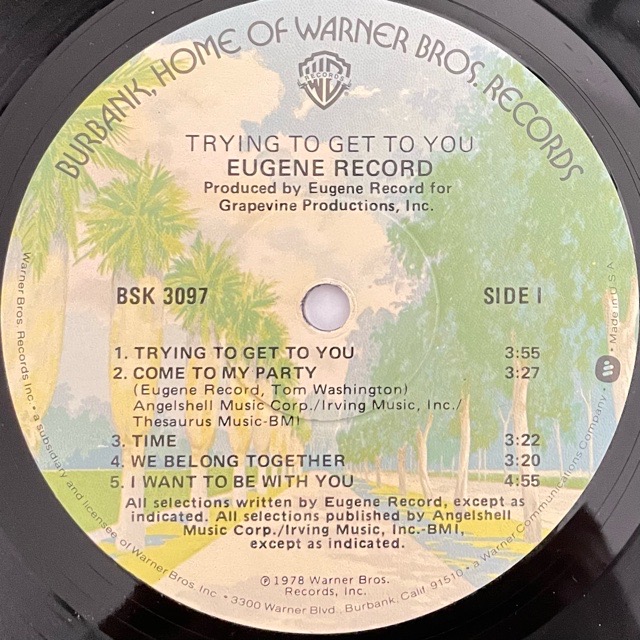 BURBANK, HOME OF WARNER BROS. RECORDS
WB
RECORDS
TRYING TO GET TO YOU
EUGENE RECORD
Produced by Eugene Record for
Grapevine Productions, Inc.
BSK 3097
SIDE I
1. TRYING TO GET TO YOU 3:55
2. COME TO MY PARTY 3:27
(Eugene Record, Tom Washington)
Angelshell Music Corp./Irving Music, Inc./
Thesaurus Music-BMI
3. TIME 3:22
4. WE BELONG TOGETHER 3:20
5. I WANT TO BE WITH YOU 4:55
All selections written by Eugene Record, except as
indicated. All selections published by Angelshell
Music Corp./Irving Music, Inc.-BMI,
except as indicated.
℗1978 Warner Bros.
Records, Inc.
Warner Bros. Records Inc. • a subsidiary and licensee of Warner Bros. Inc. • 3300 Warner Blvd., Burbank, Calif. 91510 • a Warner Communications Company • Made in U.S.A.